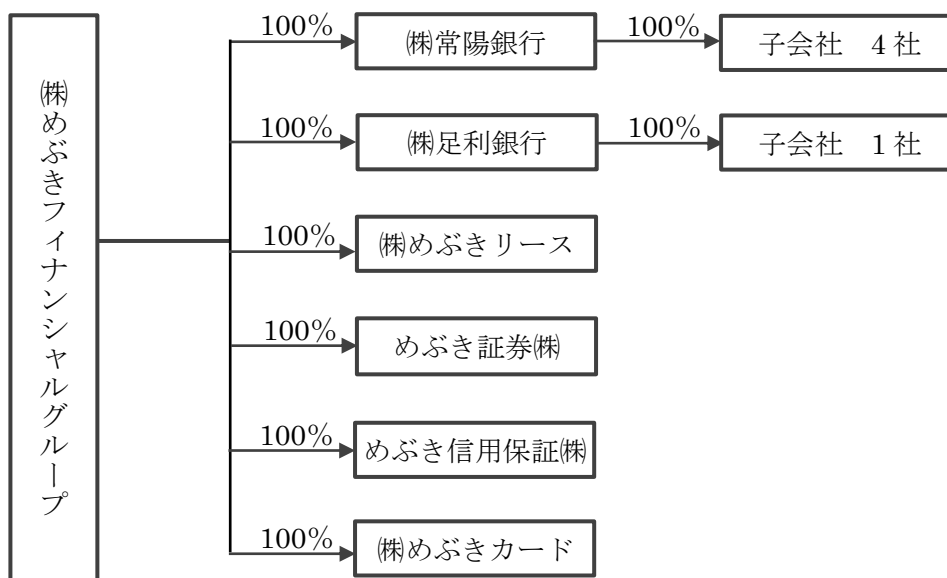 ㈱めぶきフィナンシャルグループ
100%
㈱常陽銀行
100%
子会社　4社
100%
㈱足利銀行
100%
子会社　1社
100%
㈱めぶきリース
100%
めぶき証券㈱
100%
めぶき信用保証㈱
100%
㈱めぶきカード